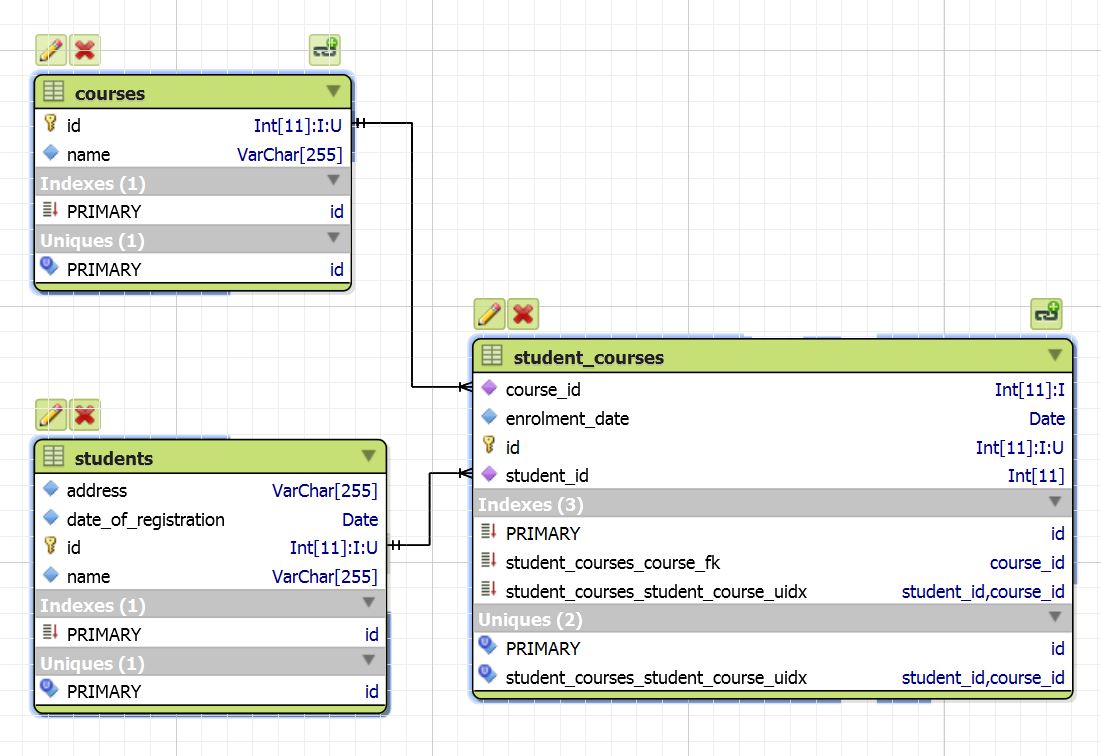 courses
id Int[11]:I:U
name VarChar[255]
Indexes (1)
PRIMARY id
Uniques (1)
PRIMARY id
students
address VarChar[255]
date_of_registration Date
id Int[11]:I:U
name VarChar[255]
Indexes (1)
PRIMARY id
Uniques (1)
PRIMARY id
student_courses
course_id Int[11]:I
enrolment_date Date
id Int[11]:I:U
student_id Int[11]
Indexes (3)
PRIMARY id
student_courses_course_fk course_id
student_courses_student_course_uidx student_id,course_id
Uniques (2)
PRIMARY id
student_courses_student_course_uidx student_id,course_id